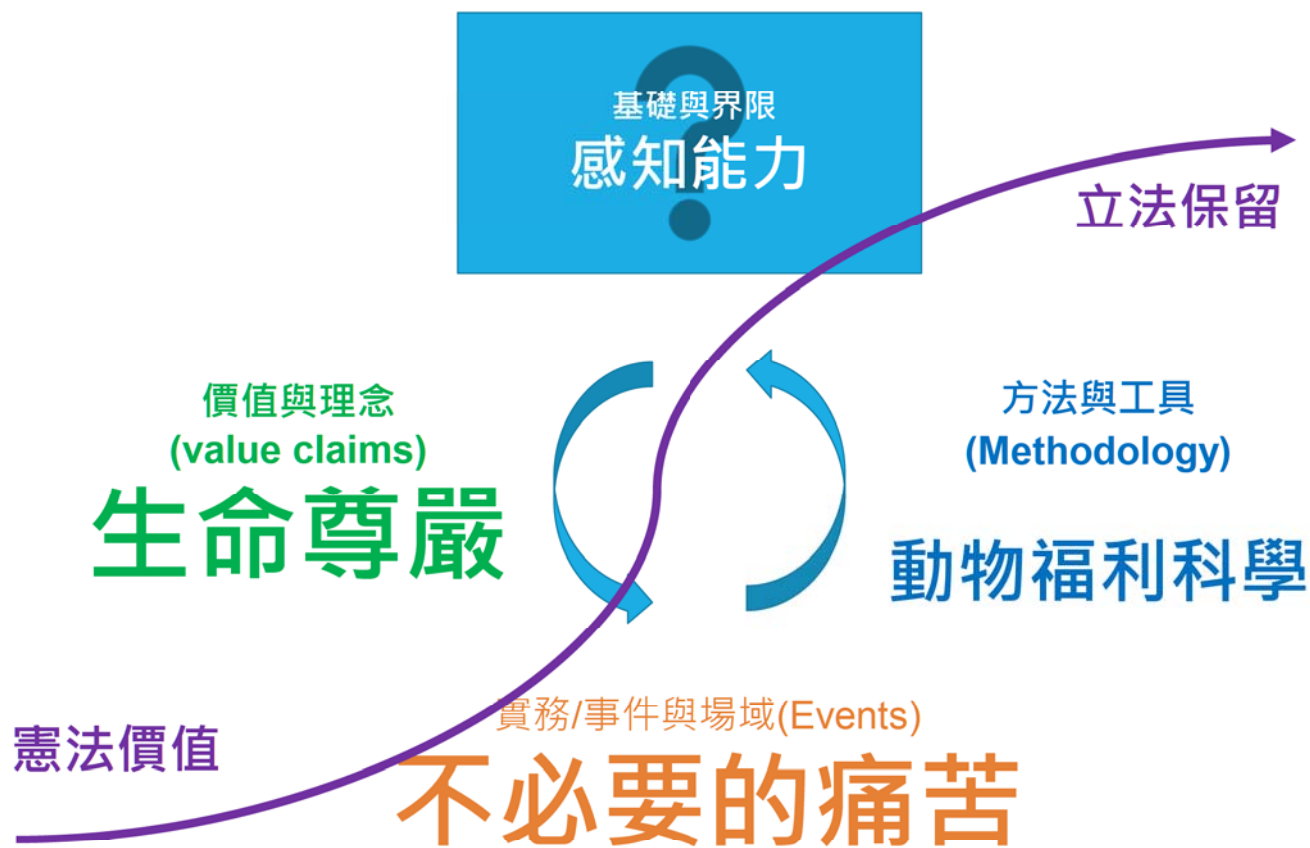 ?
基礎與界限
感知能力
立法保留
價值與理念
(value claims)
生命尊嚴
方法與工具
(Methodology)
動物福利科學
憲法價值
實務/事件與場域(Events)
不必要的痛苦